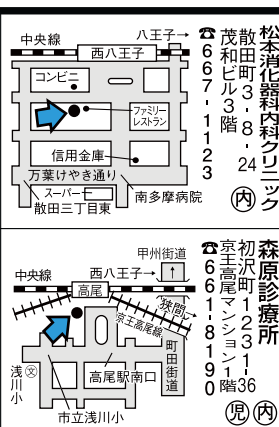 松本消化器科内科クリニック
散田町3-8-24
茂和ビル3階
☎667-1123
内
八王子→
中央線
西八王子
コンビニ
ファミリー
レストラン
信用金庫
万葉けやき通り
スーパー
南多摩病院
散田三丁目東
森原診療所
初沢町1231-36
京王高尾マンション1階
☎661-8190
児内
甲州街道
↑
中央線
西八王子→
高尾
狭間
京王高尾線
町田街道
浅川小
文
高尾駅南口
市立浅川小